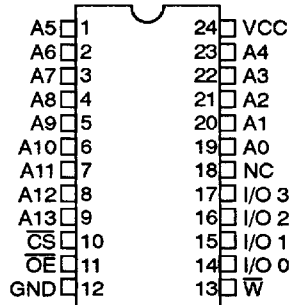 A5 1 24 VCC
A6 2 23 A4
A7 3 22 A3
A8 4 21 A2
A9 5 20 A1
A10 6 19 A0
A11 7 18 NC
A12 8 17 I/O 3
A13 9 16 I/O 2
C̅S̅ 10 15 I/O 1
O̅E̅ 11 14 I/O 0
GND 12 13 W̅